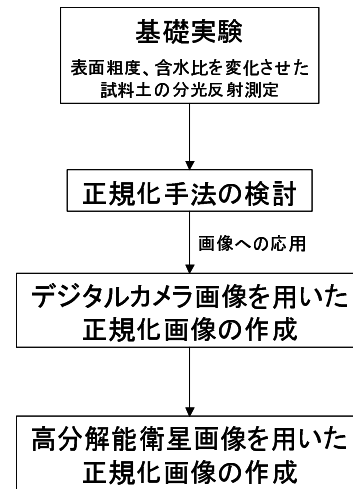 基礎実験
表面粗度、含水比を変化させた
試料土の分光反射測定
正規化手法の検討
画像への応用
デジタルカメラ画像を用いた
正規化画像の作成
高分解能衛星画像を用いた
正規化画像の作成